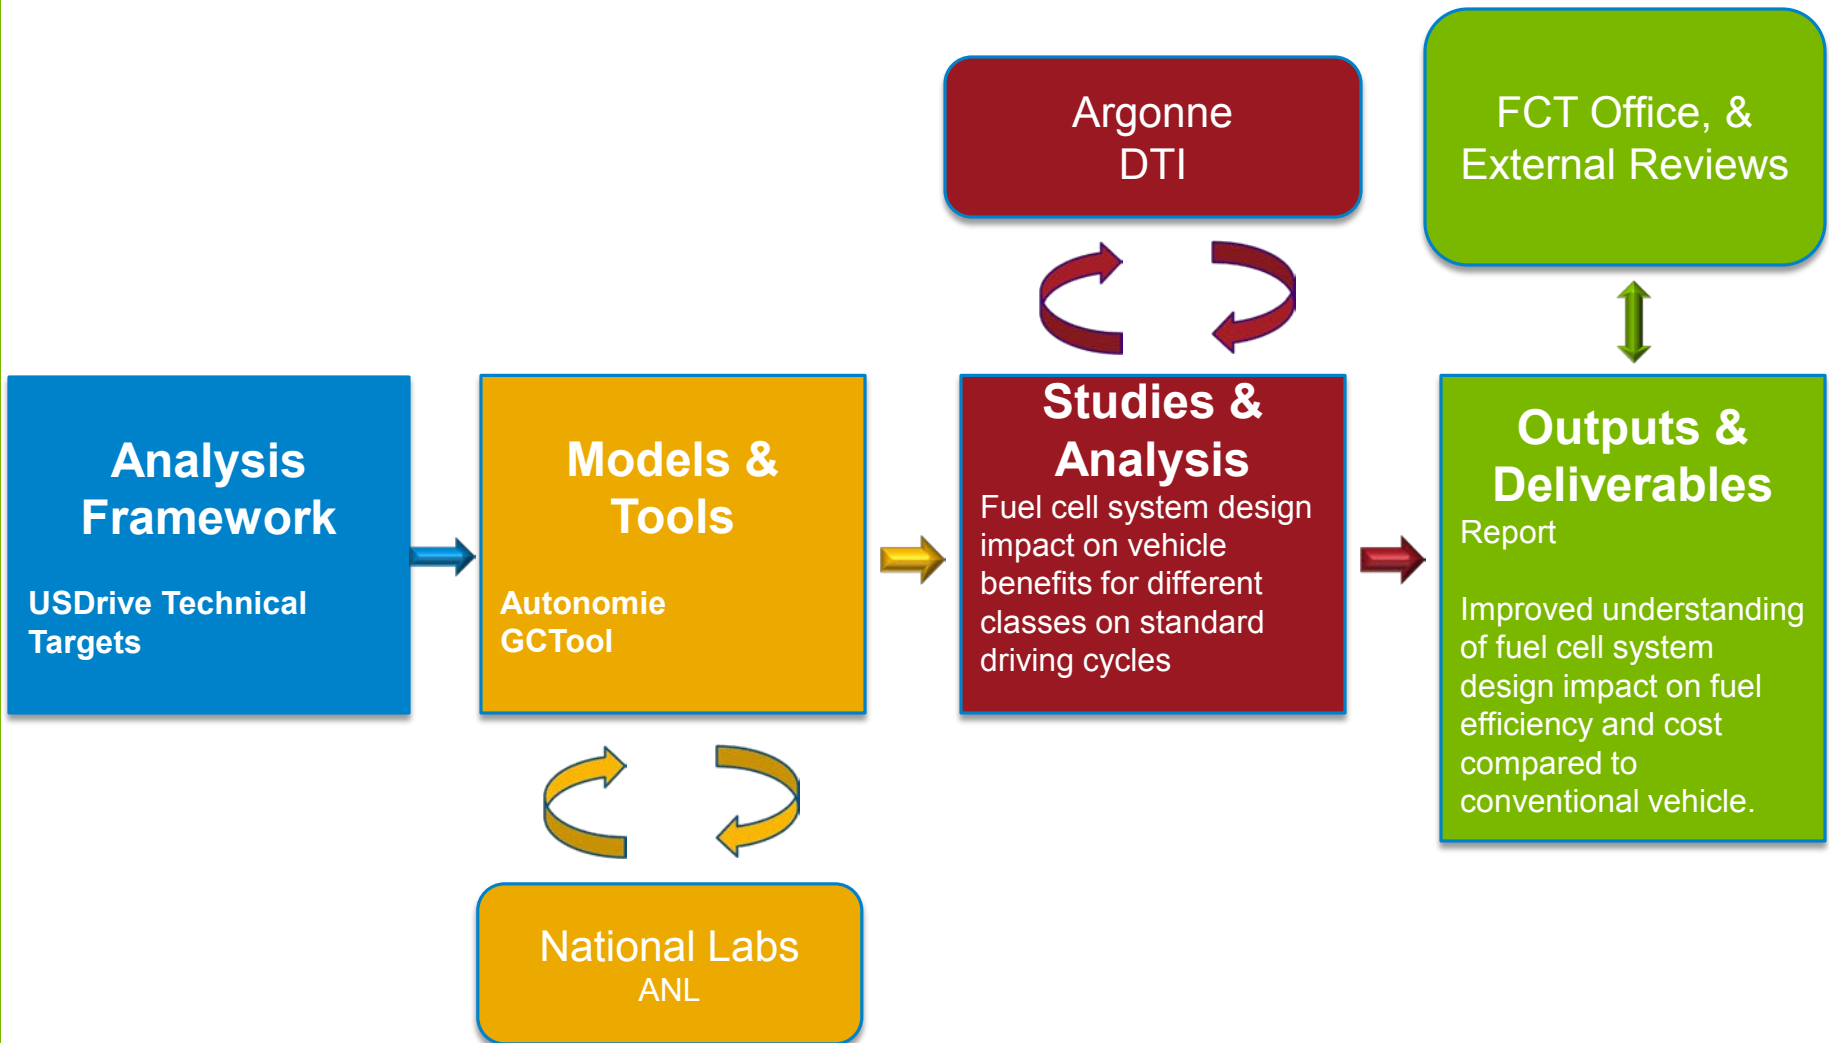 Argonne
DTI
FCT Office, &
External Reviews
Analysis
Framework
USDrive Technical
Targets
Models &
Tools
Autonomie
GCTool
Studies &
Analysis
Fuel cell system design
impact on vehicle
benefits for different
classes on standard
driving cycles
Outputs &
Deliverables
Report
Improved understanding
of fuel cell system
design impact on fuel
efficiency and cost
compared to
conventional vehicle.
National Labs
ANL